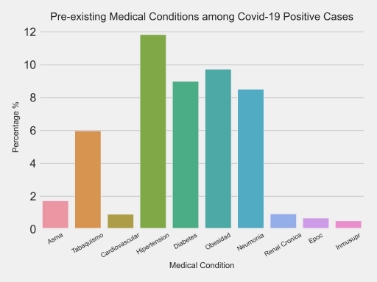 Pre-existing Medical Conditions among Covid-19 Positive Cases
12
10
8
6
4
2
0
Percentage %
Asma
Tabaquismo
Cardiovascular
Hipertension
Diabetes
Obesidad
Neumonia
Renal Cronica
Epoc
Inmusupr
Medical Condition